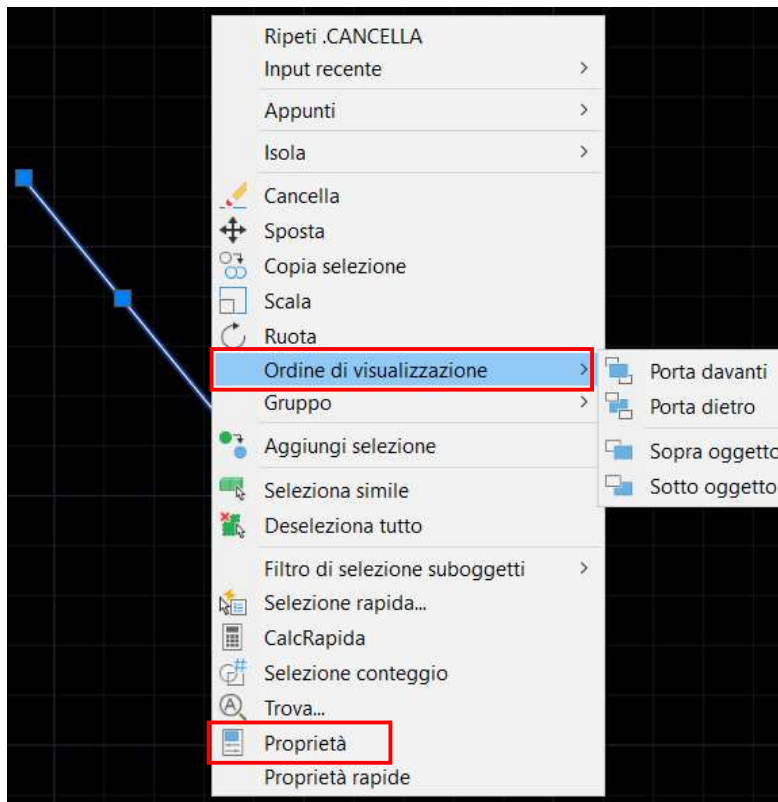 Ripeti .CANCELLA
Input recente
Appunti
Isola
Cancella
Sposta
Copia selezione
Scala
Ruota
Ordine di visualizzazione
Gruppo
Aggiungi selezione
Seleziona simile
Deseleziona tutto
Filtro di selezione suboggetti
Selezione rapida...
CalcRapida
Selezione conteggio
Trova...
Proprietà
Proprietà rapide
Porta davanti
Porta dietro
Sopra oggetto
Sotto oggetto